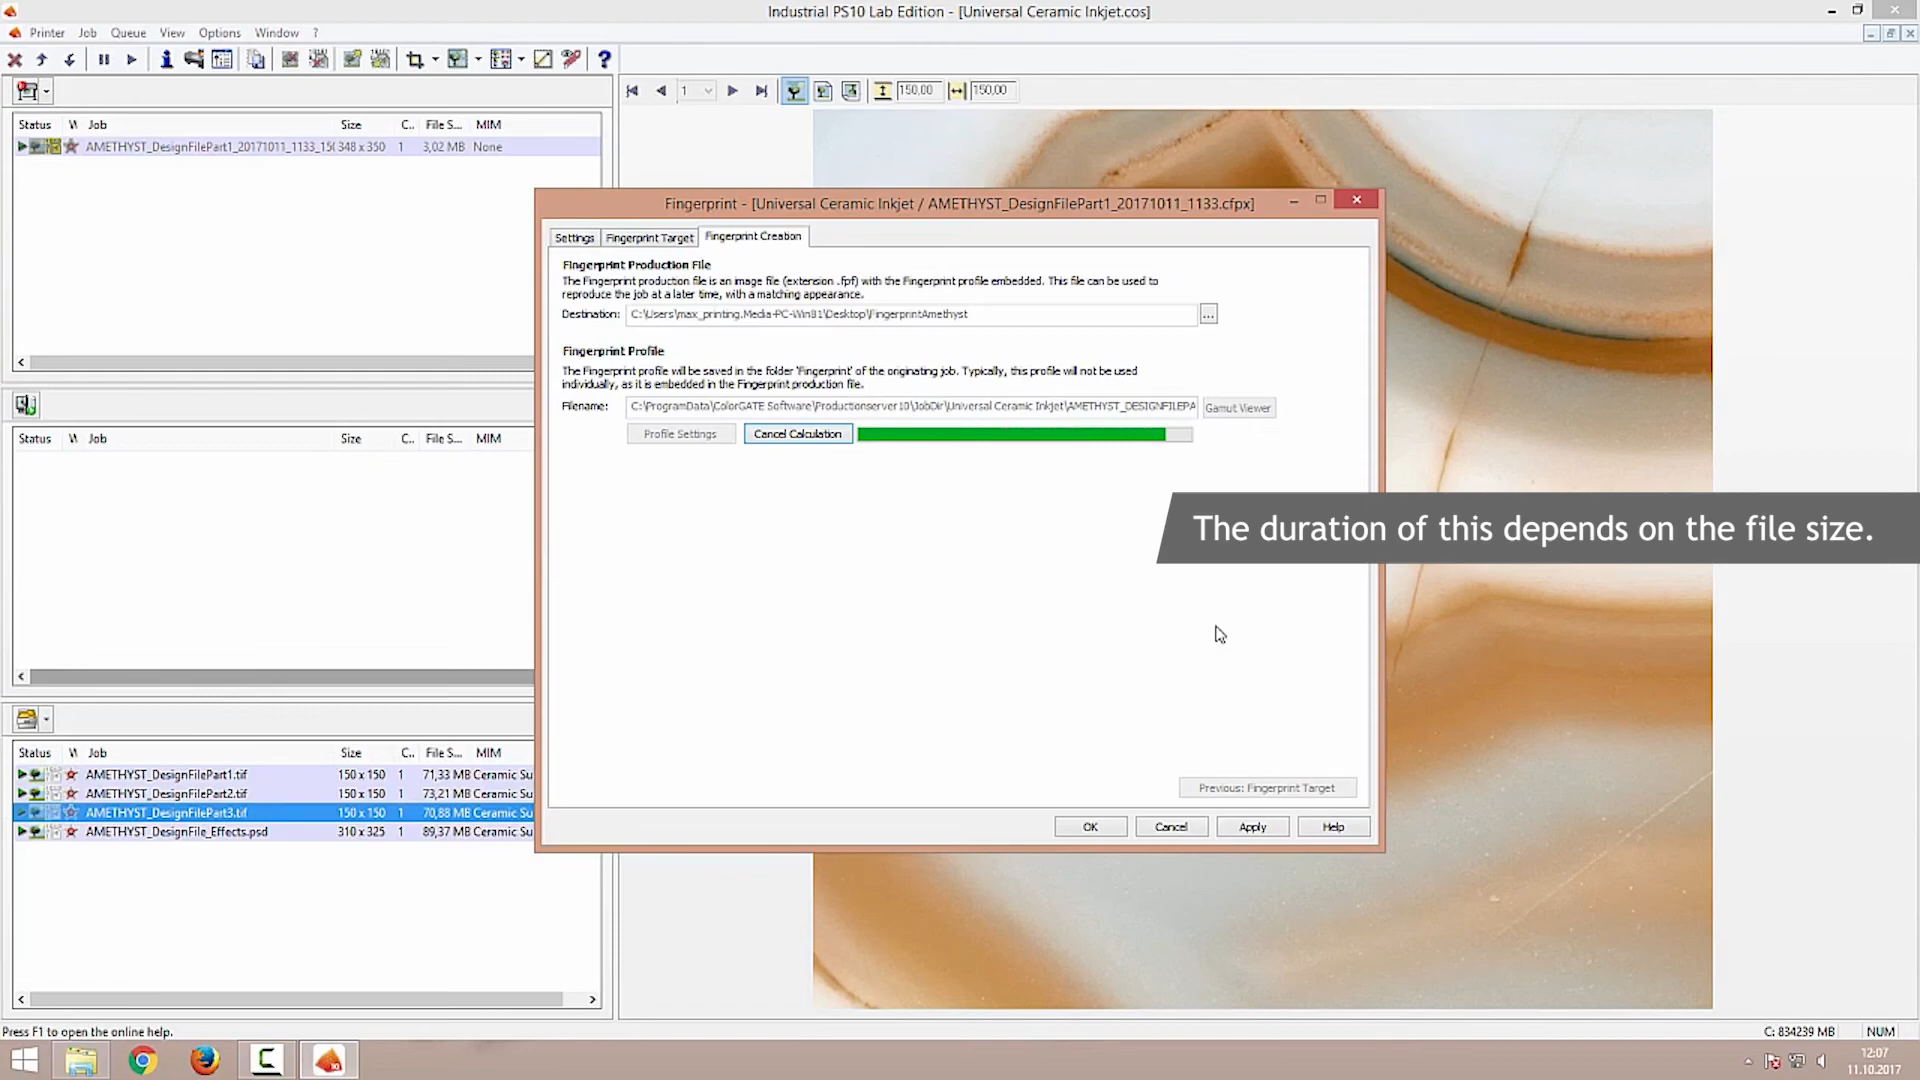 Industrial PS10 Lab Edition - [Universal Ceramic Inkjet.cos]
Printer Job Queue View Options Window ?
1 150,00 150,00
Status W Job Size C.. File S... MIM
AMETHYST_DesignFilePart1_20171011_1133_15( 348 x 350 1 3,02 MB None
Fingerprint - [Universal Ceramic Inkjet / AMETHYST_DesignFilePart1_20171011_1133.cfpx]
Settings Fingerprint Target Fingerprint Creation
Fingerprint Production File
The Fingerprint production file is an image file (extension .fpf) with the Fingerprint profile embedded. This file can be used to
reproduce the job at a later time, with a matching appearance.
Destination: C:\Users\max_printing.Media-PC-Win81\Desktop\FingerprintAmethyst ...
Fingerprint Profile
The Fingerprint profile will be saved in the folder 'Fingerprint' of the originating job. Typically, this profile will not be used
individually, as it is embedded in the Fingerprint production file.
Filename: C:\ProgramData\ColorGATE Software\Productionserver10\JobDir\Universal Ceramic Inkjet\AMETHYST_DESIGNFILEPA Gamut Viewer
Profile Settings Cancel Calculation
Status W Job Size C.. File S...
The duration of this depends on the file size.
Status W Job Size C.. File S... MIM
AMETHYST_DesignFilePart1.tif 150 x 150 1 71,33 MB Ceramic Su
AMETHYST_DesignFilePart2.tif 150 x 150 1 73,21 MB Ceramic Su
AMETHYST_DesignFilePart3.tif 150 x 150 1 70,88 MB Ceramic Su
AMETHYST_DesignFile_Effects.psd 310 x 325 1 89,37 MB Ceramic Su
Previous: Fingerprint Target
OK Cancel Apply Help
Press F1 to open the online help.
C: 834239 MB NUM
12:07
11.10.2017